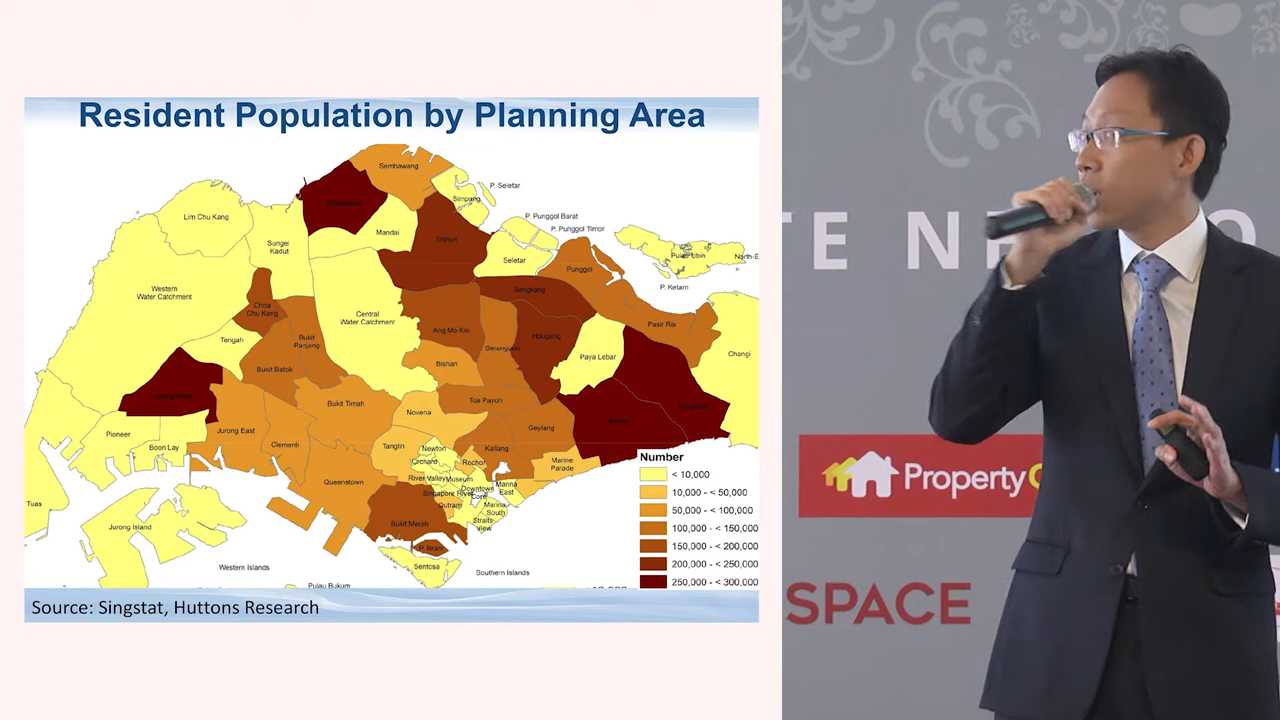 Resident Population by Planning Area
Sembawang
P. Seletar
Simpang
Lim Chu Kang
P. Punggol Barat
P. Punggol Timor
Mandai
Sungei
Kadut
Yishun
Seletar
Pulau Ubin
North-E
Punggol
P. Ketam
Western
Water Catchment
Sengkang
Choa
Chu Kang
Central
Water Catchment
Pasir Ris
Ang Mo Kio
Hougang
Tengah
Bukit
Panjang
Serangoon
Paya Lebar
Changi
Bishan
Bukit Batok
Toa Payoh
Bukit Timah
Novena
Geylang
Pioneer
Jurong East
Boon Lay
Clementi
Tanglin
Newton
Kallang
Orchard
Rochor
Marine
Parade
River Valley
Museum
Queenstown
Marina
East
Downtown
Core
Singapore River
Outram
Marina
South
Straits
View
Tuas
Jurong Island
Bukit Merah
P. Brani
Sentosa
Western Islands
Southern Islands
Pulau Bukum
Number
< 10,000
10,000 - < 50,000
50,000 - < 100,000
100,000 - < 150,000
150,000 - < 200,000
200,000 - < 250,000
250,000 - < 300,000
Source: Singstat, Huttons Research
TE N
O
Property
SPACE